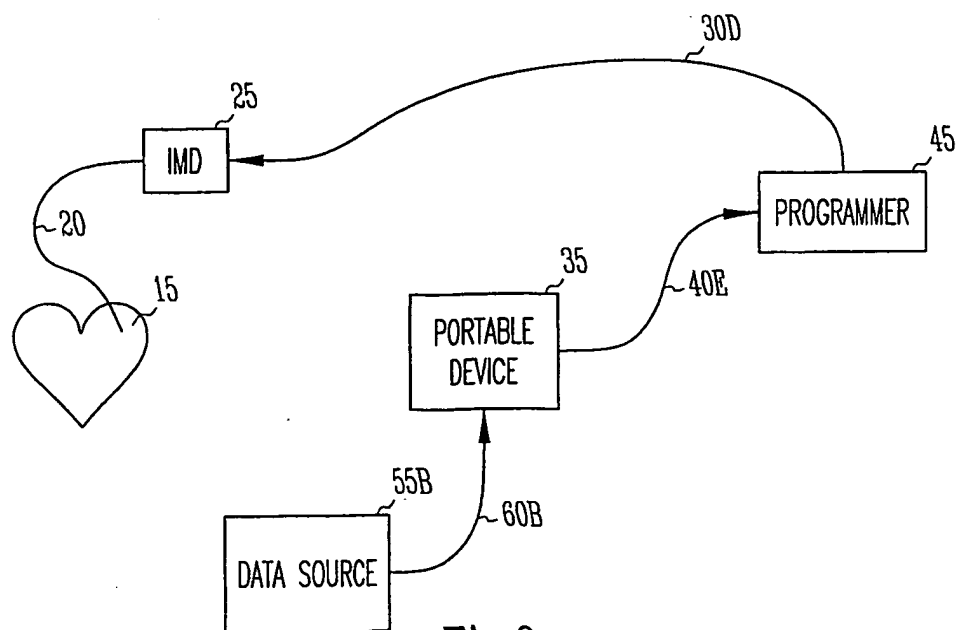 30D
25
IMD
45
PROGRAMMER
20
15
35
PORTABLE
DEVICE
40E
55B
DATA SOURCE
60B